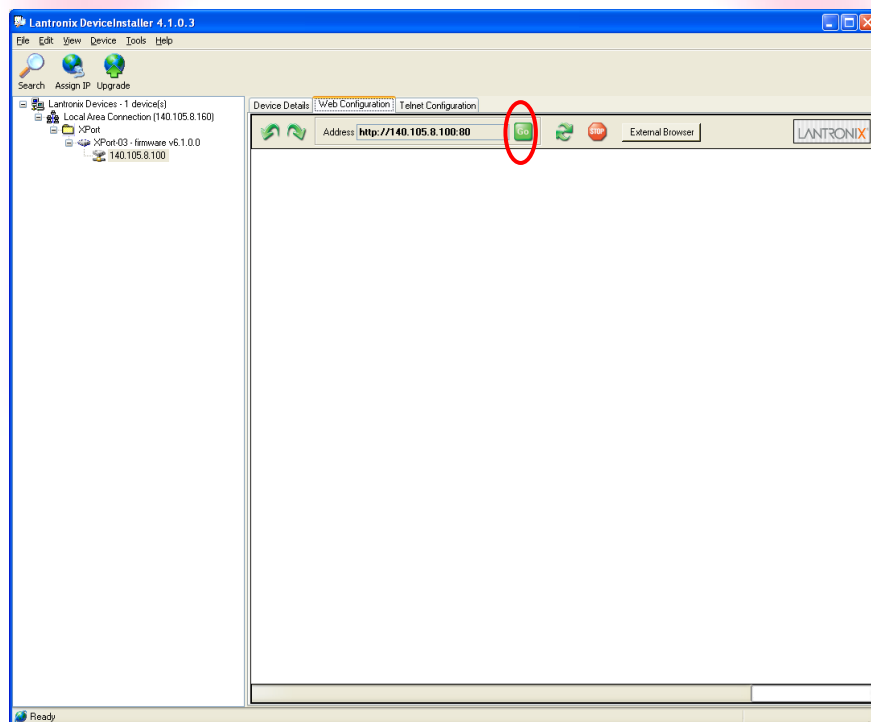 Lantronix DeviceInstaller 4.1.0.3
File Edit View Device Tools Help
Search Assign IP Upgrade
Lantronix Devices - 1 device(s)
Local Area Connection (140.105.8.160)
XPort
XPort-03 - firmware v6.1.0.0
140.105.8.100
Device Details Web Configuration Telnet Configuration
Address http://140.105.8.100:80 Go STOP External Browser LANTRONIX
Ready